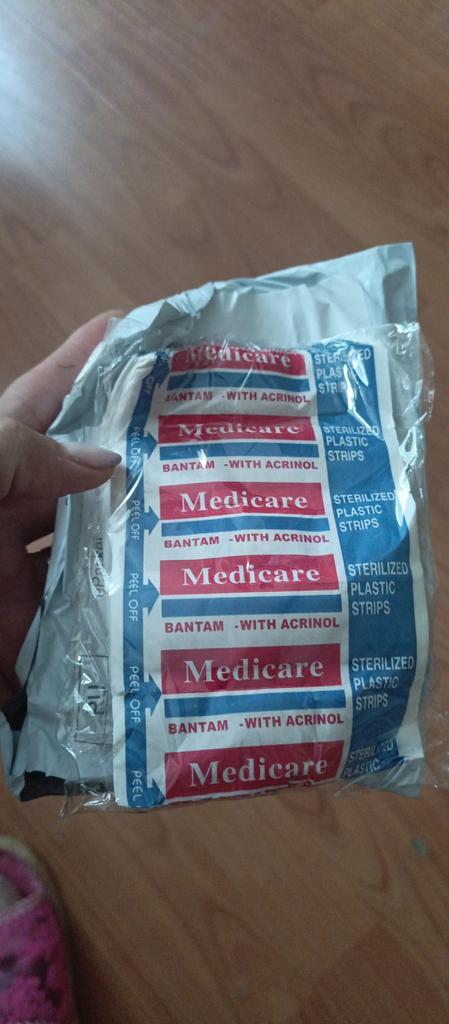 Medicare
BANTAM -WITH ACRINOL
STERILIZED
PLASTIC
STRIPS
OFF
Medicare
BANTAM -WITH ACRINOL
STERILIZED
PLASTIC
STRIPS
PEEL OFF
Medicare
BANTAM -WITH ACRINOL
STERILIZED
PLASTIC
STRIPS
PEEL OFF
Medicare
BANTAM -WITH ACRINOL
STERILIZED
PLASTIC
STRIPS
PEEL OFF
Medicare
BANTAM -WITH ACRINOL
STERILIZED
PLASTIC
STRIPS
PEEL OFF
Medicare
STERILIZED
PLASTIC
PEEL